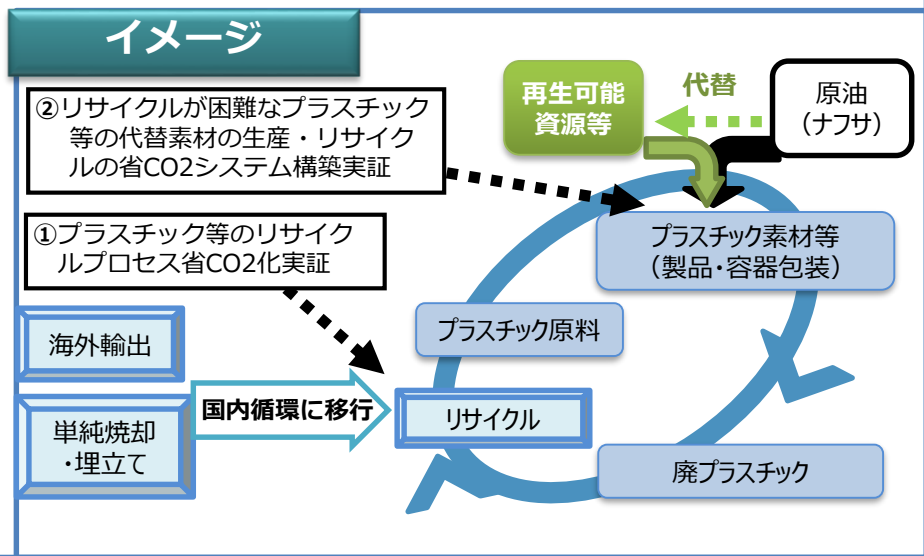 イメージ
②リサイクルが困難なプラスチック
等の代替素材の生産・リサイク
ルの省CO2システム構築実証
①プラスチック等のリサイク
ルプロセス省CO2化実証
再生可能
資源等
代替
原油
（ナフサ）
プラスチック素材等
（製品・容器包装）
プラスチック原料
海外輸出
単純焼却
・埋立て
国内循環に移行
リサイクル
廃プラスチック